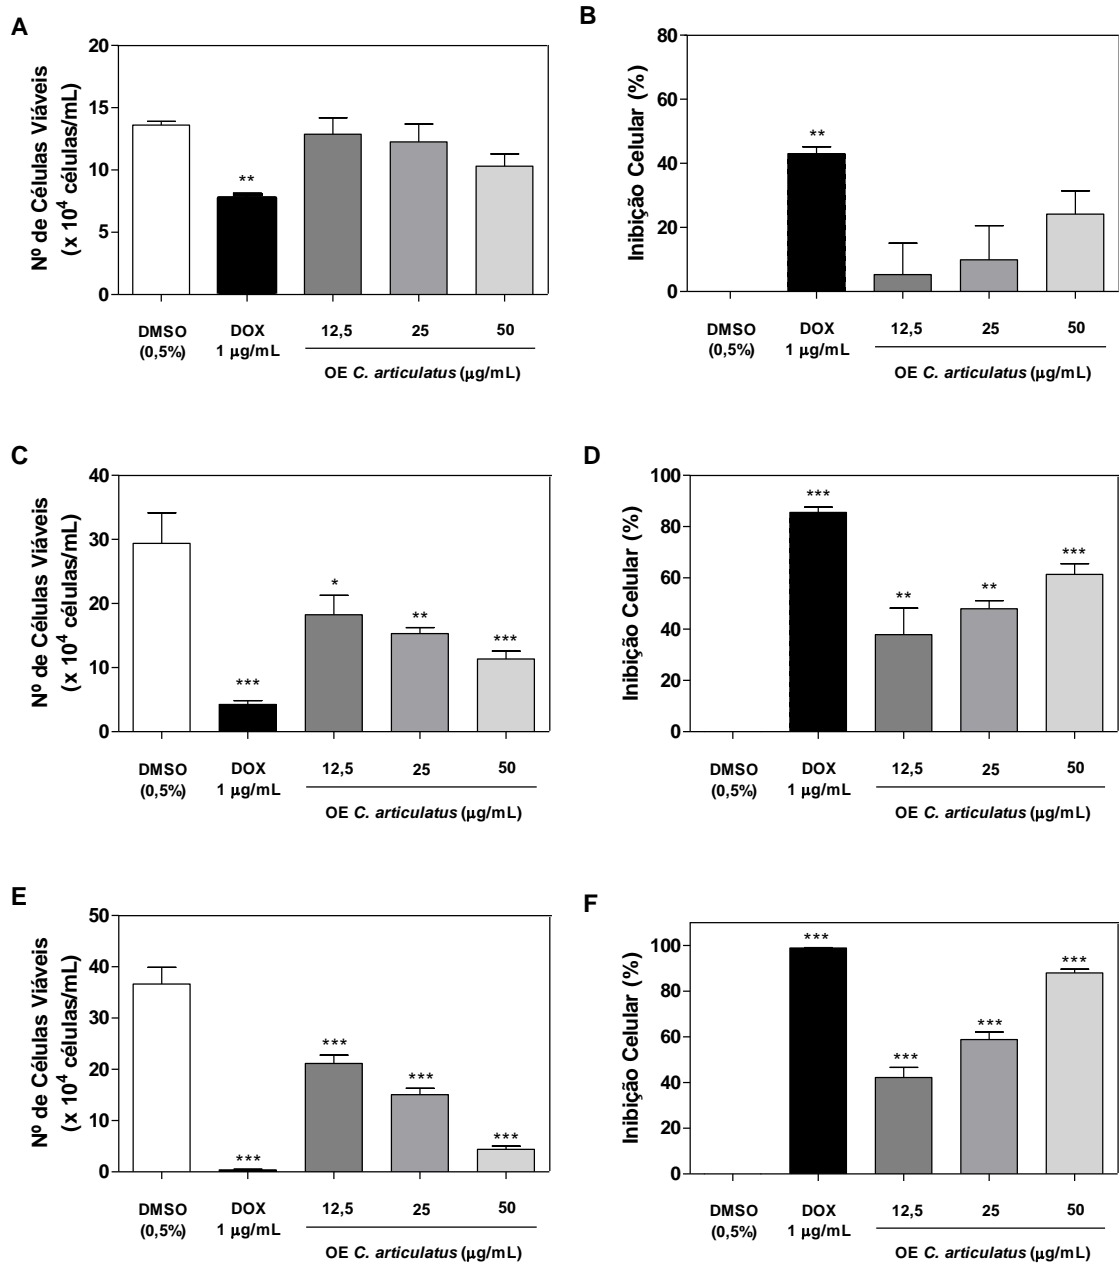 A
Nº de Células Viáveis
(x 10⁴ células/mL)
20
15
10
5
0
**
DMSO
(0,5%)
DOX
1 µg/mL
12,5
25
50
OE C. articulatus (µg/mL)
B
Inibição Celular (%)
80
60
40
20
0
**
DMSO
(0,5%)
DOX
1 µg/mL
12,5
25
50
OE C. articulatus (µg/mL)
C
Nº de Células Viáveis
(x 10⁴ células/mL)
40
30
20
10
0
***
*
**
***
DMSO
(0,5%)
DOX
1 µg/mL
12,5
25
50
OE C. articulatus (µg/mL)
D
Inibição Celular (%)
100
80
60
40
20
0
***
**
**
***
DMSO
(0,5%)
DOX
1 µg/mL
12,5
25
50
OE C. articulatus (µg/mL)
E
Nº de Células Viáveis
(x 10⁴ células/mL)
50
40
30
20
10
0
***
***
***
***
DMSO
(0,5%)
DOX
1 µg/mL
12,5
25
50
OE C. articulatus (µg/mL)
F
Inibição Celular (%)
100
80
60
40
20
0
***
***
***
***
DMSO
(0,5%)
DOX
1 µg/mL
12,5
25
50
OE C. articulatus (µg/mL)